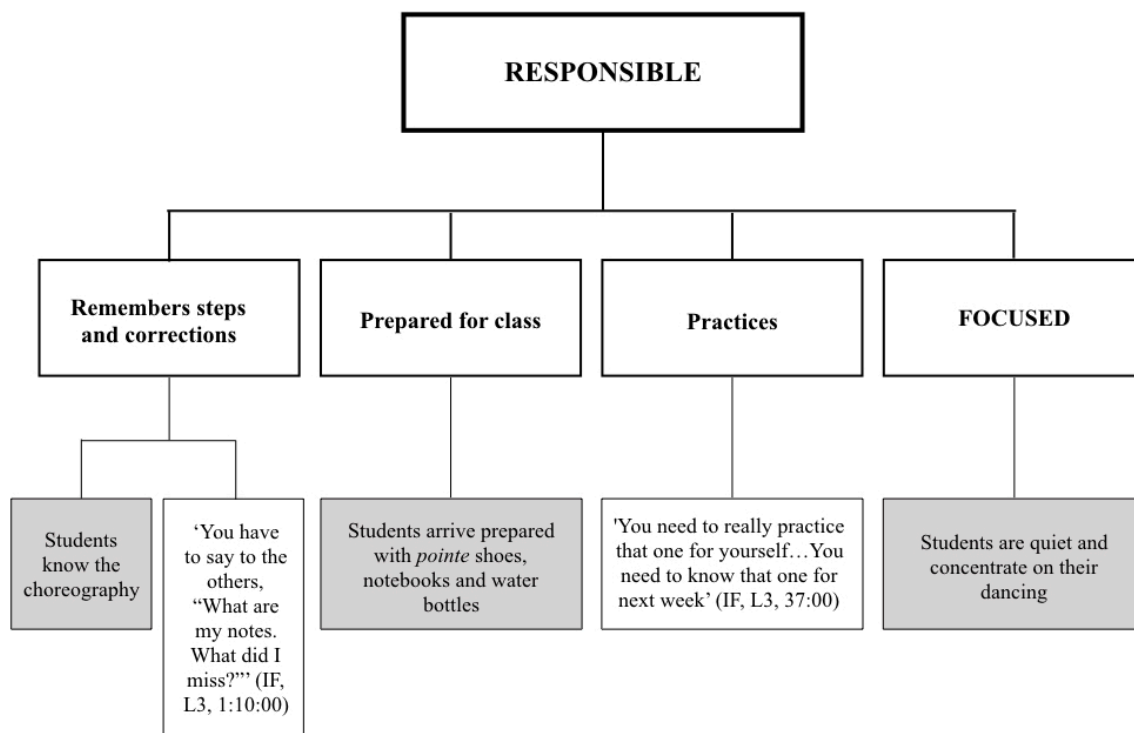 RESPONSIBLE
Remembers steps
and corrections
Prepared for class
Practices
FOCUSED
Students
know the
choreography
‘You have
to say to the
others,
“What are
my notes.
What did I
miss?”’ (IF,
L3, 1:10:00)
Students arrive prepared
with pointe shoes,
notebooks and water
bottles
'You need to really practice
that one for yourself…You
need to know that one for
next week’ (IF, L3, 37:00)
Students are quiet and
concentrate on their
dancing